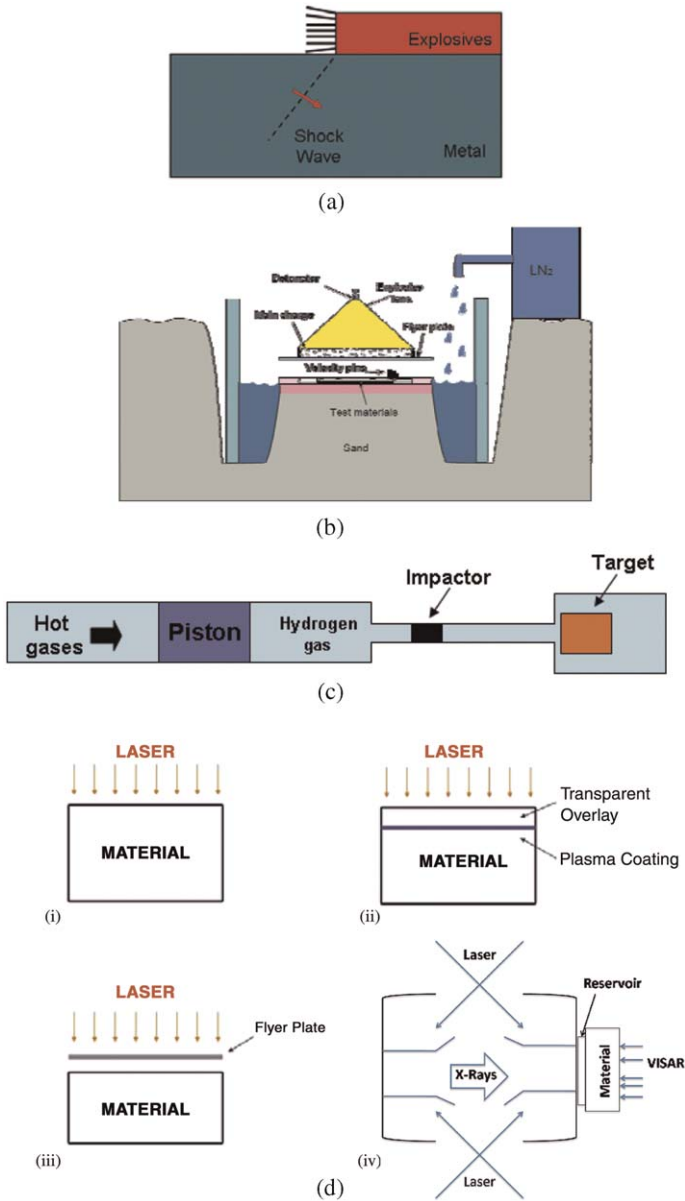 Explosives
Shock
Wave
Metal
(a)
LN₂
Detonator
Explosive
lens
Main charge
Flyer plate
Velocity pins
Test materials
Sand
(b)
Target
Impactor
Hot
gases
Piston
Hydrogen
gas
(c)
LASER
MATERIAL
(i)
LASER
Transparent
Overlay
MATERIAL
Plasma Coating
(ii)
LASER
Flyer Plate
MATERIAL
(iii)
Laser
Reservoir
X-Rays
Material
VISAR
Laser
(iv)
(d)